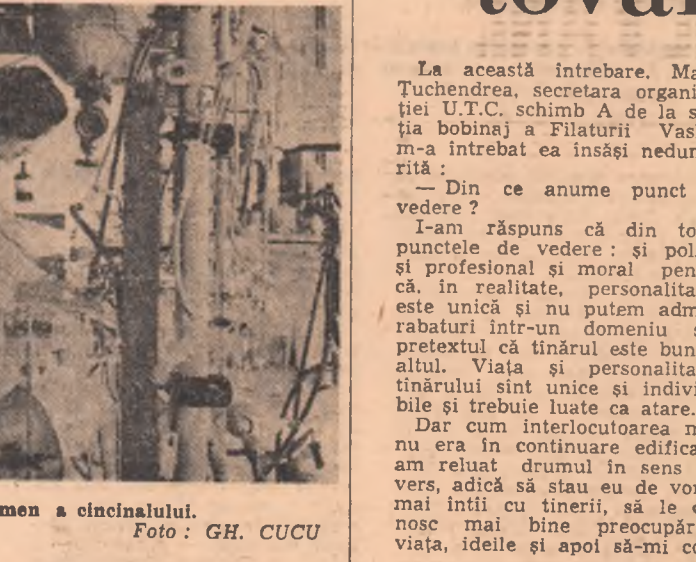 tovar
men a cincinalului.
Foto : GH. CUCU
La această întrebare. Ma
Țuchendrea, secretara organi
ției U.T.C. schimb A de la s
ția bobinaj a Filaturii Vas
m-a întrebat ea însăși nedum
rită :
— Din ce anume punct
vedere ?
I-am răspuns că din to
punctele de vedere : și pol
și profesional și moral pen
că, în realitate, personalita
este unică și nu putem adm
rabaturi într-un domeniu s
pretextul că tînărul este bun
altul. Viața și personalita
tînărului sînt unice și indivi
bile și trebuie luate ca atare.
Dar cum interlocutoarea m
nu era în continuare edifica
am reluat drumul în sens
vers, adică să stau eu de vor
mai întîi cu tinerii, să le c
nosc mai bine preocupăr
viața, ideile și apoi să-mi co